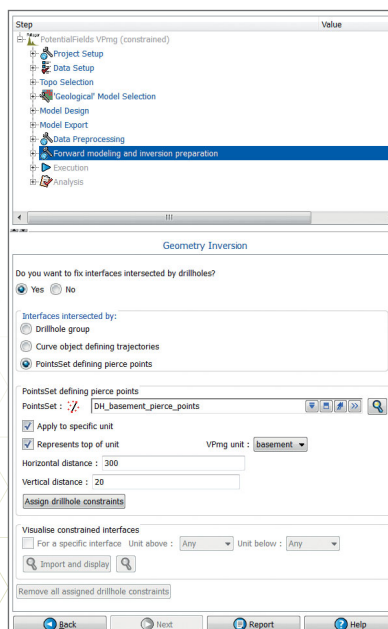 Step Value
PotentialFields VPmg (constrained)
Project Setup
Data Setup
Topo Selection
'Geological' Model Selection
Model Design
Model Export
Data Preprocessing
Forward modeling and inversion preparation
Execution
Analysis
Geometry Inversion
Do you want to fix interfaces intersected by drillholes?
Yes No
Interfaces intersected by:
Drillhole group
Curve object defining trajectories
PointsSet defining pierce points
PointsSet defining pierce points
PointsSet : DH_basement_pierce_points
Apply to specific unit
Represents top of unit VPmg unit : basement
Horizontal distance : 300
Vertical distance : 20
Assign drillhole constraints
Visualise constrained interfaces
For a specific interface Unit above : Any Unit below : Any
Import and display
Remove all assigned drillhole constraints
Back Next Report Help